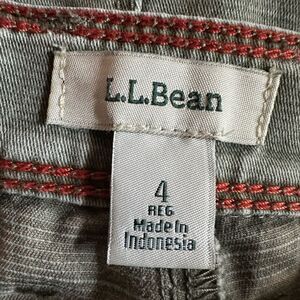 L.L.Bean
4
REG
Made In
Indonesia